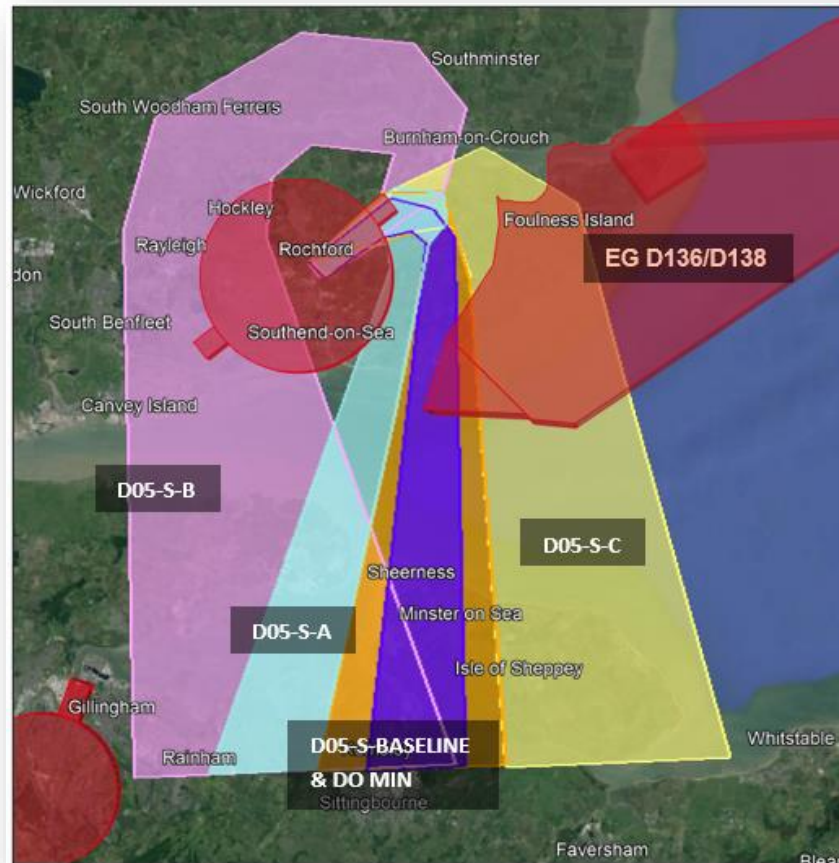 Southminster
South Woodham Ferrers
Burnham-on-Crouch
Wickford
Hockley
Foulness Island
Rayleigh
Rochford
EG D136/D138
don
South Benfleet
Southend-on-Sea
Canvey Island
D05-S-B
D05-S-C
Sheerness
D05-S-A
Minster on Sea
Isle of Sheppey
Gillingham
D05-S-BASELINE
Whitstable
Rainham
& DO MIN
Sittingbourne
Faversham